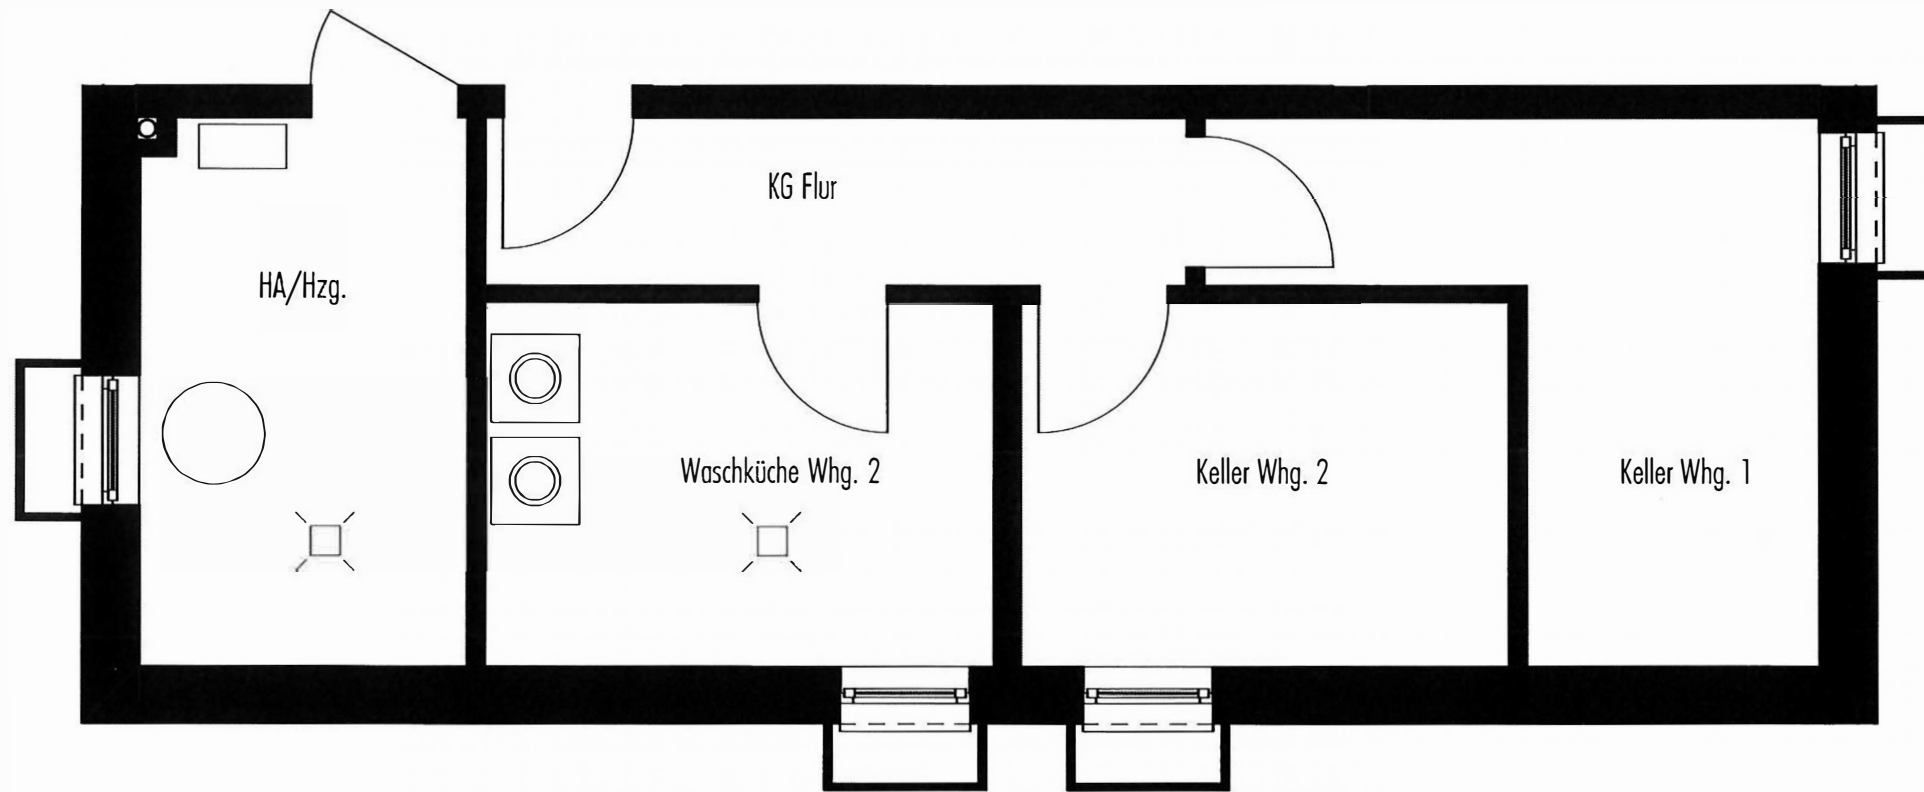 KG Flur
HA/Hzg.
Waschküche Whg. 2
Keller Whg. 2
Keller Whg. 1